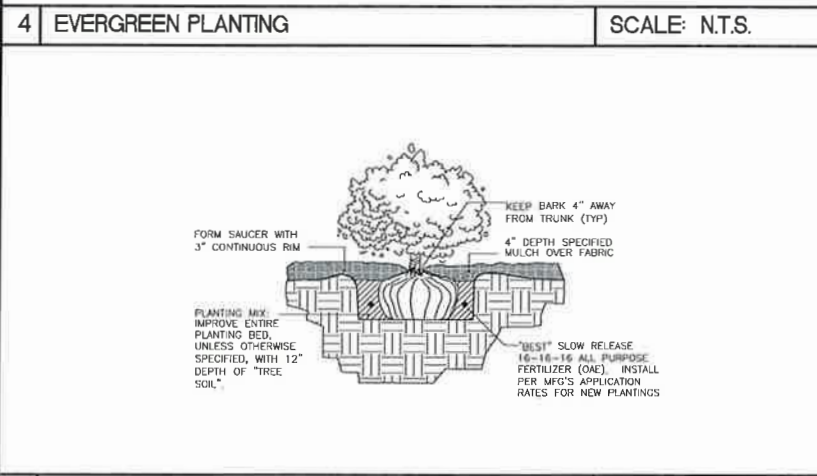 4 EVERGREEN PLANTING SCALE: N.T.S.
KEEP BARK 4" AWAY
FROM TRUNK (TYP)
FORM SAUCER WITH
3" CONTINUOUS RIM
4" DEPTH SPECIFIED
MULCH OVER FABRIC
PLANTING MIX:
IMPROVE ENTIRE
PLANTING BED,
UNLESS OTHERWISE
SPECIFIED, WITH 12"
DEPTH OF "TREE
SOIL".
"BEST" SLOW RELEASE
16-16-16 ALL PURPOSE
FERTILIZER (OAE). INSTALL
PER MFG'S APPLICATION
RATES FOR NEW PLANTINGS